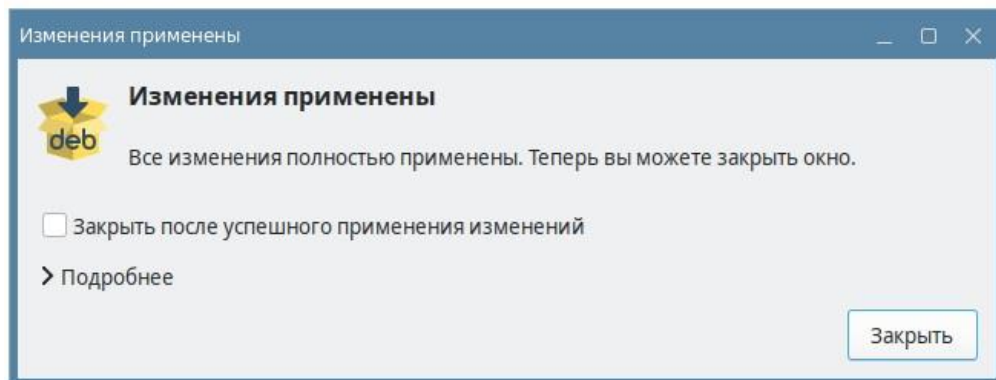 Изменения применены
Изменения применены
deb
Все изменения полностью применены. Теперь вы можете закрыть окно.
Закрыть после успешного применения изменений
Подробнее
Закрыть